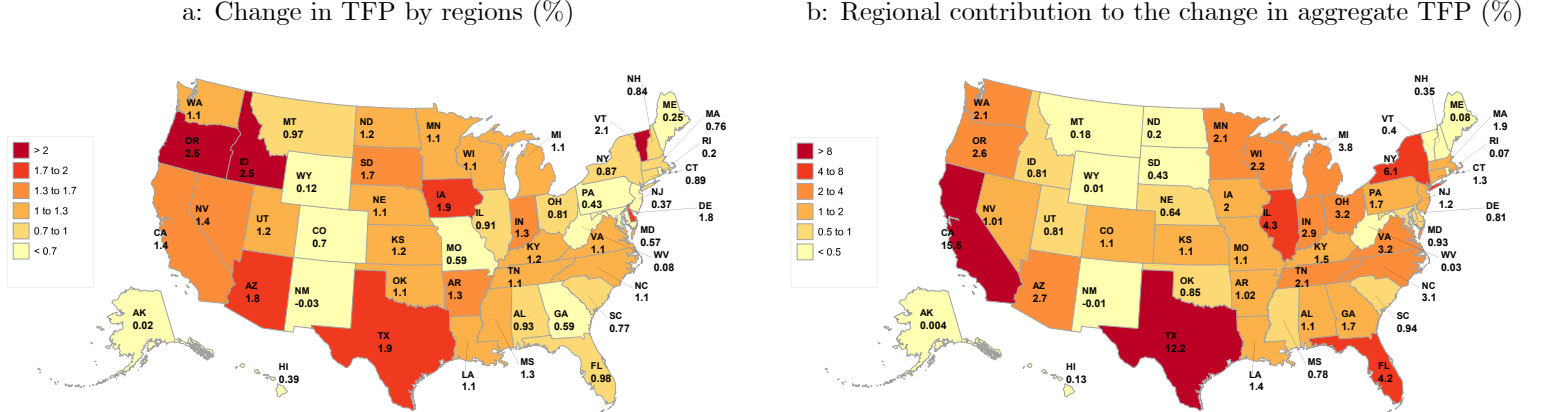 a: Change in TFP by regions (%)
> 2
1.7 to 2
1.3 to 1.7
1 to 1.3
0.7 to 1
< 0.7
WA
1.1
OR
2.5
ID
2.5
MT
0.97
ND
1.2
MN
1.1
SD
1.7
WI
1.1
MI
1.1
WY
0.12
NV
1.4
UT
1.2
CO
0.7
NE
1.1
IA
1.9
IL
0.91
IN
1.3
OH
0.81
PA
0.43
NY
0.87
VT
2.1
NH
0.84
ME
0.25
MA
0.76
RI
0.2
CT
0.89
NJ
0.37
DE
1.8
MD
0.57
WV
0.08
VA
1.1
KY
1.2
CA
1.4
KS
1.2
MO
0.59
TN
1.1
NC
1.1
SC
0.77
AZ
1.8
NM
-0.03
OK
1.1
AR
1.3
AL
0.93
GA
0.59
MS
1.3
LA
1.1
TX
1.9
FL
0.98
AK
0.02
HI
0.39
b: Regional contribution to the change in aggregate TFP (%)
> 8
4 to 8
2 to 4
1 to 2
0.5 to 1
< 0.5
WA
2.1
OR
2.6
ID
0.81
MT
0.18
ND
0.2
MN
2.1
SD
0.43
WI
2.2
MI
3.8
WY
0.01
NV
1.01
UT
0.81
CO
1.1
NE
0.64
IA
2
IL
4.3
IN
2.9
OH
3.2
PA
1.7
NY
6.1
VT
0.4
NH
0.35
ME
0.08
MA
1.9
RI
0.07
CT
1.3
NJ
1.2
DE
0.81
MD
0.93
WV
0.03
VA
3.2
KY
1.5
CA
15.5
KS
1.1
MO
1.1
TN
2.1
NC
3.1
SC
0.94
AZ
2.7
NM
-0.01
OK
0.85
AR
1.02
AL
1.1
GA
1.7
MS
0.78
LA
1.4
TX
12.2
FL
4.2
AK
0.004
HI
0.13